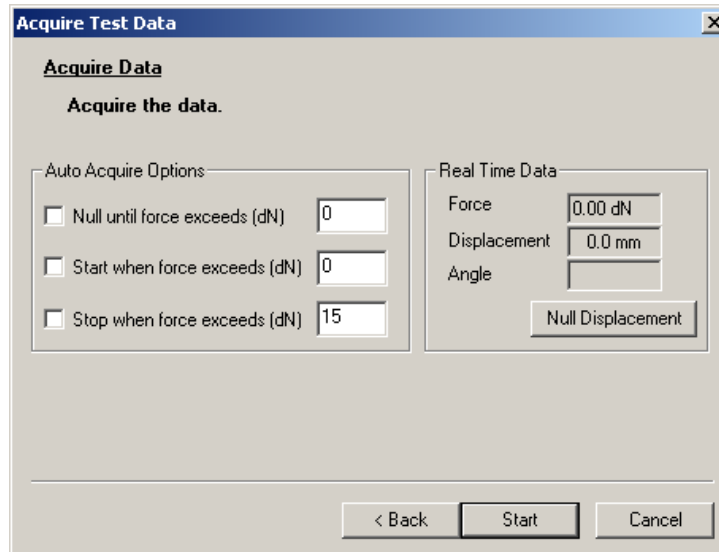 Acquire Test Data
Acquire Data
Acquire the data.
Auto Acquire Options
Null until force exceeds (dN) 0
Start when force exceeds (dN) 0
Stop when force exceeds (dN) 15
Real Time Data
Force 0.00 dN
Displacement 0.0 mm
Angle
Null Displacement
< Back Start Cancel